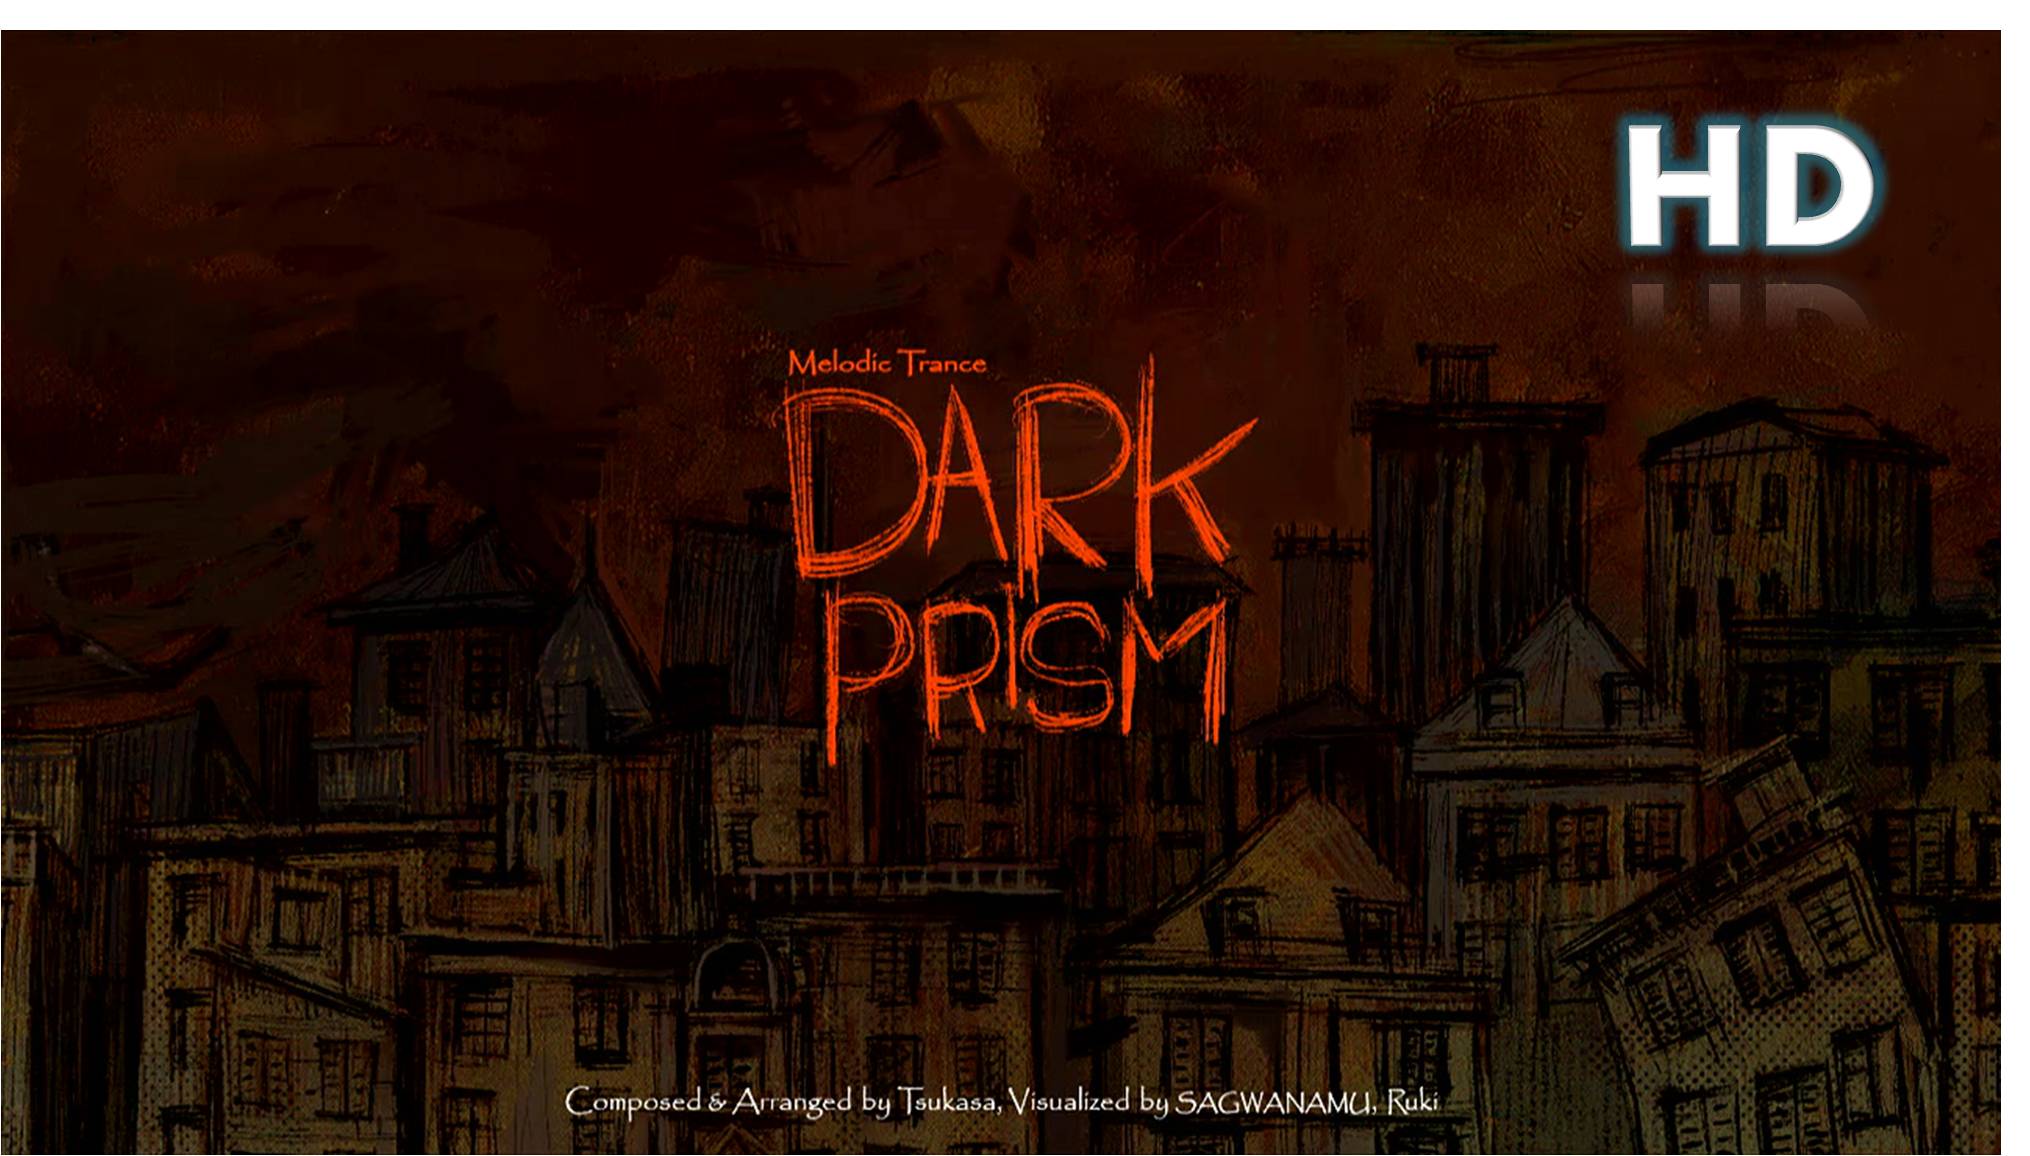 HD
Melodic Trance
DARK
PRISM
Composed & Arranged by Tsukasa, Visualized by SAGWANAMU, Ruki